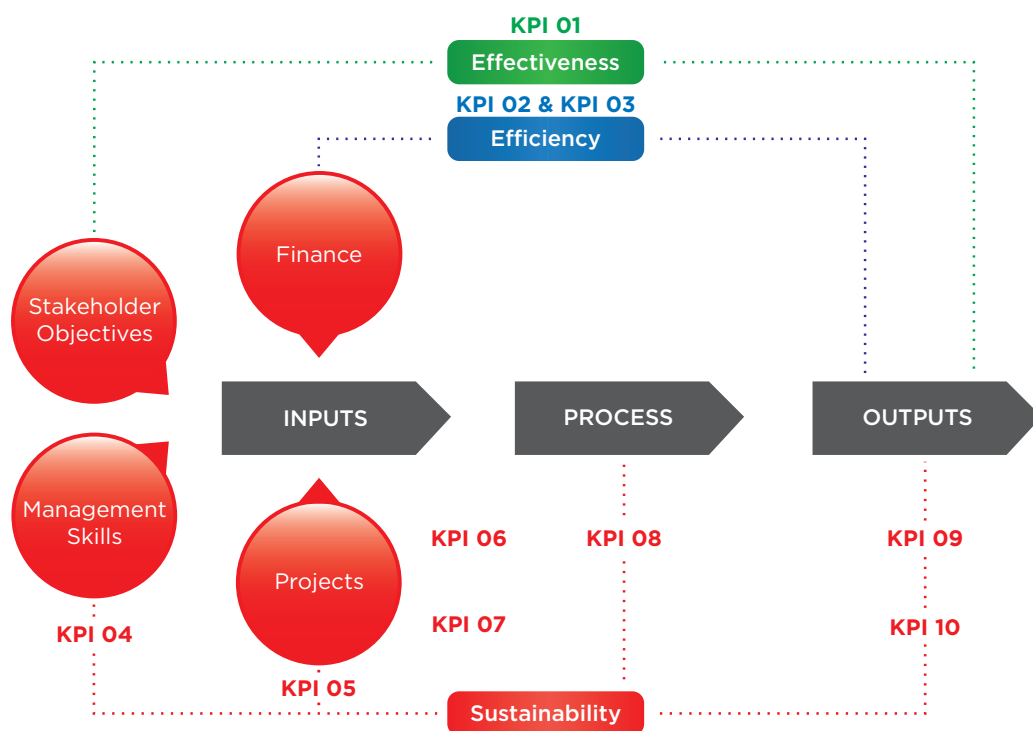 KPI 01
Effectiveness
KPI 02 & KPI 03
Efficiency
Finance
Stakeholder
Objectives
INPUTS
PROCESS
OUTPUTS
Management
Skills
Projects
KPI 06
KPI 08
KPI 09
KPI 04
KPI 07
KPI 10
KPI 05
Sustainability